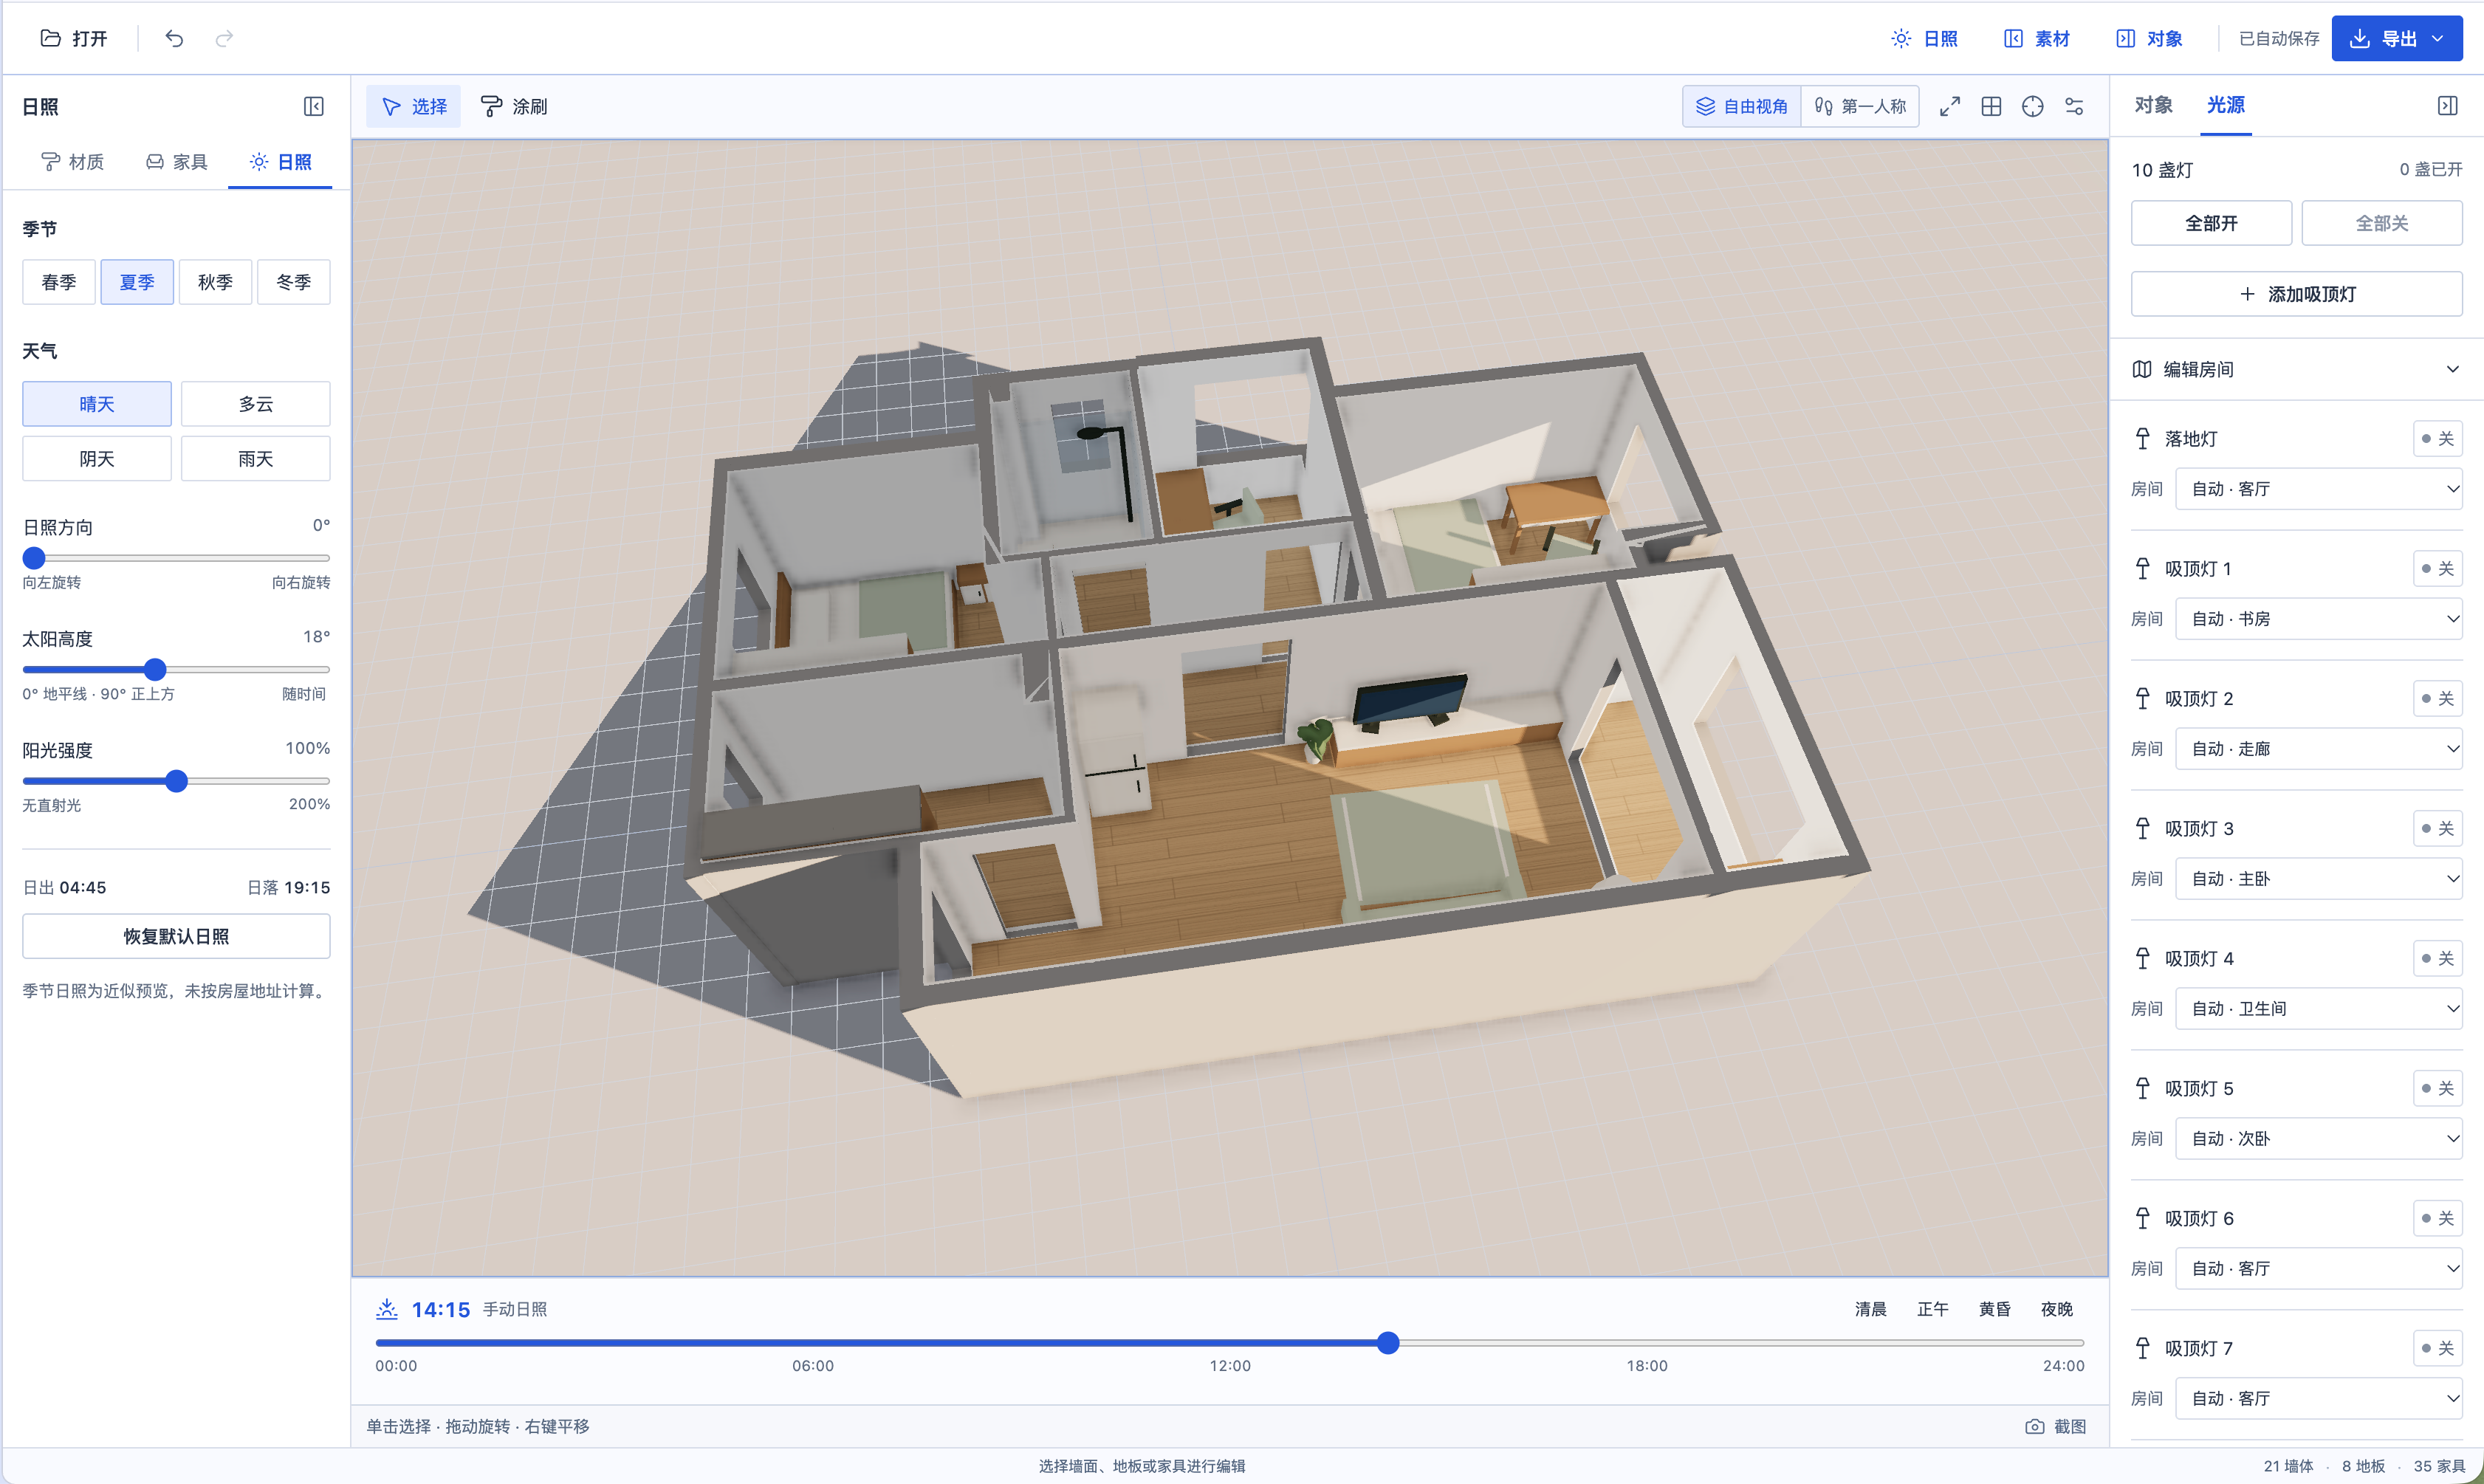 打开
日照
素材
对象
已自动保存
导出
日照
材质
家具
日照
季节
春季
夏季
秋季
冬季
天气
晴天
多云
阴天
雨天
日照方向
0°
向左旋转
向右旋转
太阳高度
18°
0° 地平线 · 90° 正上方
随时间
阳光强度
100%
无直射光
200%
日出 04:45
日落 19:15
恢复默认日照
季节日照为近似预览，未按房屋地址计算。
选择
涂刷
自由视角
第一人称
14:15 手动日照
清晨
正午
黄昏
夜晚
00:00
06:00
12:00
18:00
24:00
单击选择 · 拖动旋转 · 右键平移
截图
对象
光源
10 盏灯
0 盏已开
全部开
全部关
添加吸顶灯
编辑房间
落地灯
关
房间
自动 · 客厅
吸顶灯 1
关
房间
自动 · 书房
吸顶灯 2
关
房间
自动 · 走廊
吸顶灯 3
关
房间
自动 · 主卧
吸顶灯 4
关
房间
自动 · 卫生间
吸顶灯 5
关
房间
自动 · 次卧
吸顶灯 6
关
房间
自动 · 客厅
吸顶灯 7
关
房间
自动 · 客厅
选择墙面、地板或家具进行编辑
21 墙体 · 8 地板 · 35 家具